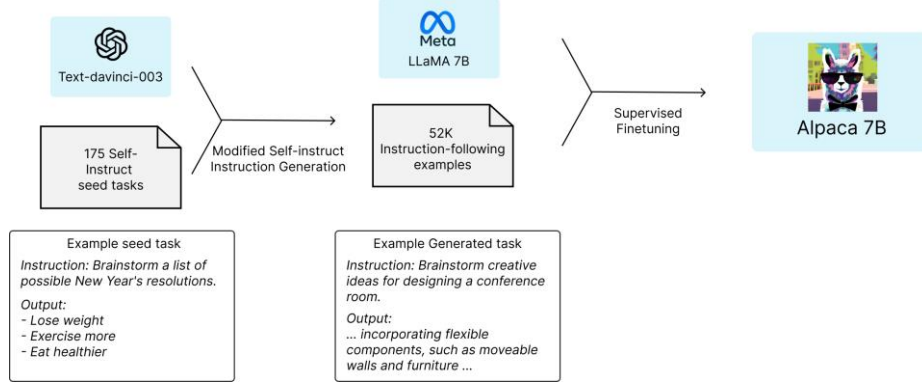 Text-davinci-003
175 Self-
Instruct
seed tasks
Modified Self-instruct
Instruction Generation
Meta
LLaMA 7B
52K
Instruction-following
examples
Supervised
Finetuning
Alpaca 7B
Example seed task
Instruction: Brainstorm a list of
possible New Year's resolutions.
Output:
- Lose weight
- Exercise more
- Eat healthier
Example Generated task
Instruction: Brainstorm creative
ideas for designing a conference
room.
Output:
... incorporating flexible
components, such as moveable
walls and furniture ...